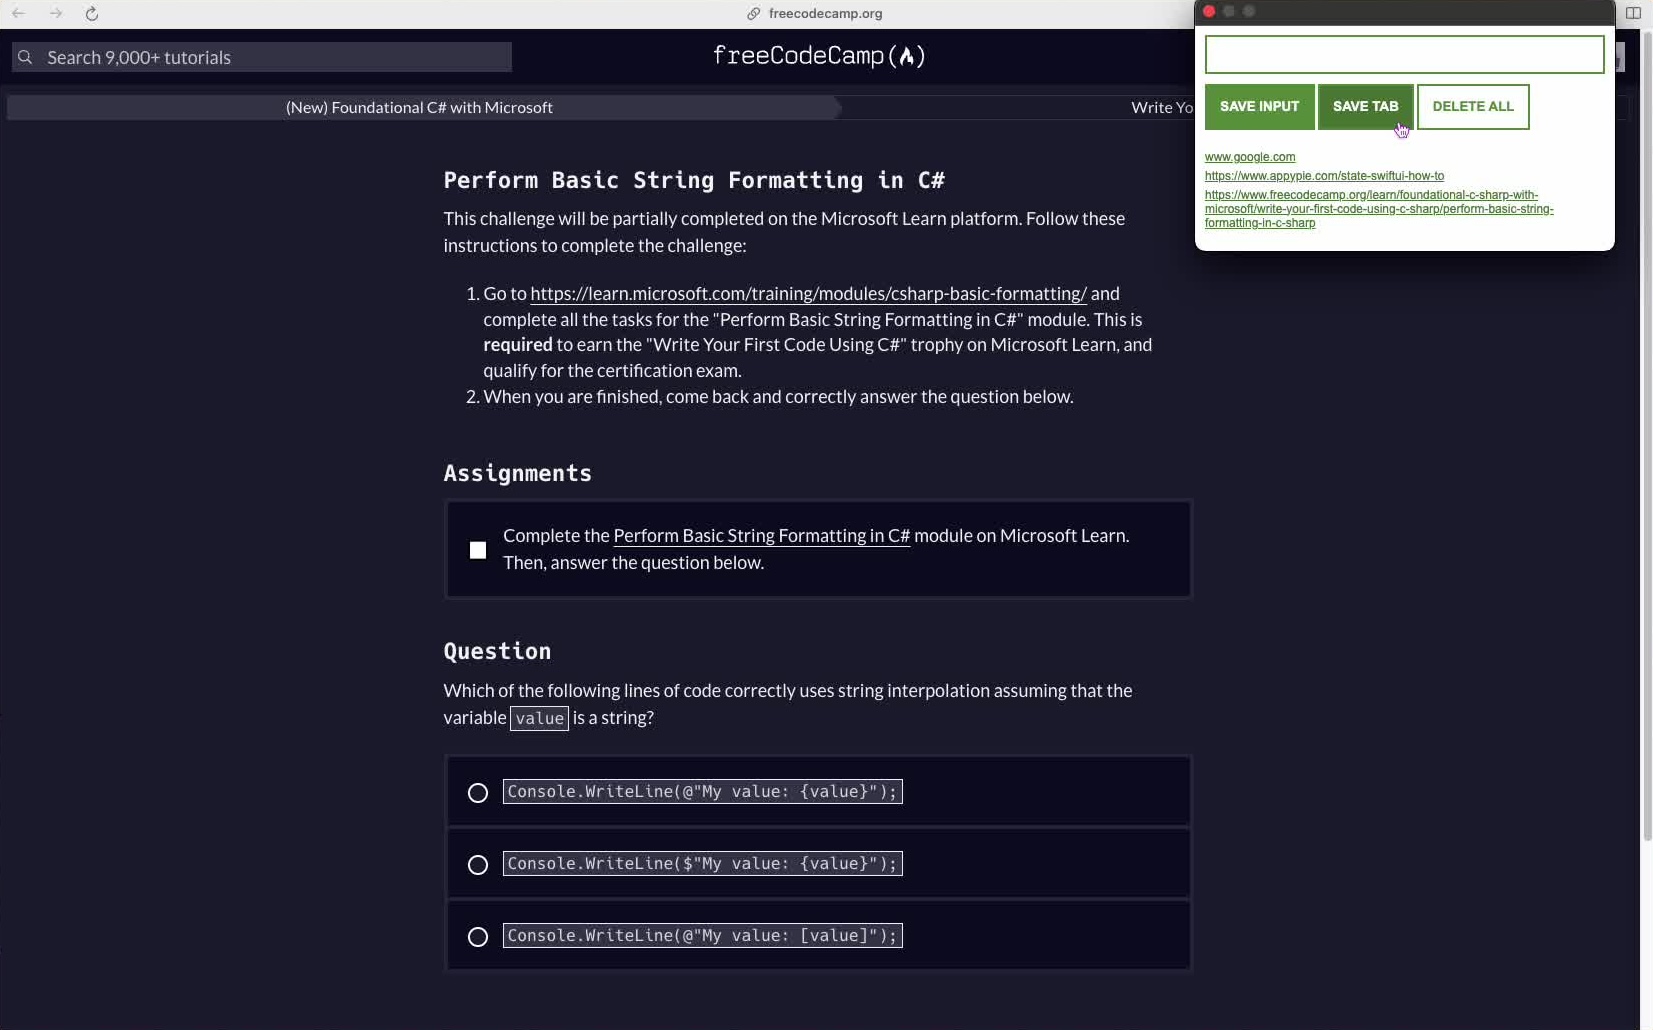 freecodecamp.org
Search 9,000+ tutorials
freeCodeCamp
(New) Foundational C# with Microsoft
Write Yo
SAVE INPUT
SAVE TAB
DELETE ALL
www.google.com
https://www.appypie.com/state-swiftui-how-to
https://www.freecodecamp.org/learn/foundational-c-sharp-with-
microsoft/write-your-first-code-using-c-sharp/perform-basic-string-
formatting-in-c-sharp
Perform Basic String Formatting in C#
This challenge will be partially completed on the Microsoft Learn platform. Follow these
instructions to complete the challenge:
1. Go to https://learn.microsoft.com/training/modules/csharp-basic-formatting/ and
complete all the tasks for the "Perform Basic String Formatting in C#" module. This is
required to earn the "Write Your First Code Using C#" trophy on Microsoft Learn, and
qualify for the certification exam.
2. When you are finished, come back and correctly answer the question below.
Assignments
Complete the Perform Basic String Formatting in C# module on Microsoft Learn.
Then, answer the question below.
Question
Which of the following lines of code correctly uses string interpolation assuming that the
variable value is a string?
Console.WriteLine(@"My value: {value}");
Console.WriteLine($"My value: {value}");
Console.WriteLine(@"My value: [value]");